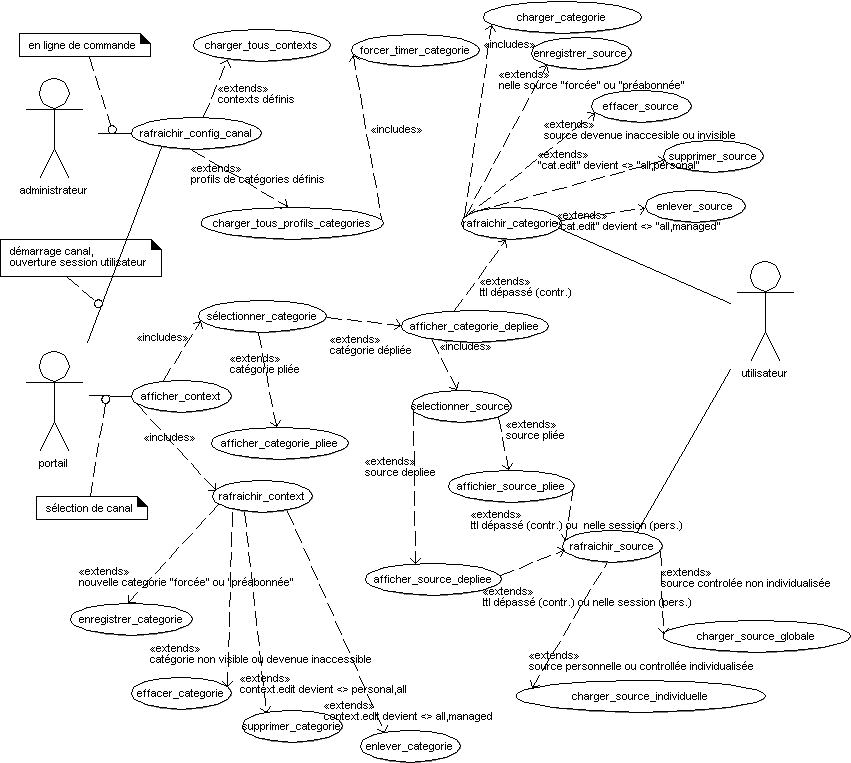 charger_categorie
en ligne de commande
charger_tous_contexts
forcer_timer_categorie
«includes»
enregistrer_source
«extends»
nelle source "forcée" ou "préabonnée"
«extends»
contexts définis
effacer_source
«extends»
source devenue inaccesible ou invisible
rafraichir_config_canal
«includes»
administrateur
«extends»
profils de catégories définis
supprimer_source
«extends»
"cat.edit" devient <> "all,personal"
charger_tous_profils_categories
rafraichir_categorie
enlever_source
«extends»
"cat.edit" devient <> "all,managed"
démarrage canal,
ouverture session utilisateur
«extends»
ttl dépassé (contr.)
sélectionner_categorie
afficher_categorie_depliee
«includes»
«extends»
catégorie dépliée
«includes»
«extends»
catégorie pliée
utilisateur
portail
afficher_context
selectionner_source
«includes»
afficher_categorie_pliee
«extends»
source pliée
«extends»
source depliee
sélection de canal
rafraichir_context
affichier_source_pliee
«extends»
ttl dépassé (contr.) ou  nelle session (pers.)
rafraichir_source
«extends»
nouvelle categorie "forcée" ou "préabonnée"
afficher_source_depliee
«extends»
ttl dépassé (contr.) ou nelle session (pers.)
«extends»
source controlée non individualisée
enregistrer_categorie
charger_source_globale
«extends»
catégorie non visible ou devenue inaccessible
«extends»
source personnelle ou controllée individualisée
effacer_categorie
«extends»
context.edit devient <> personal,all
charger_source_individuelle
«extends»
context.edit devient <> all,managed
supprimer_categorie
enlever_categorie